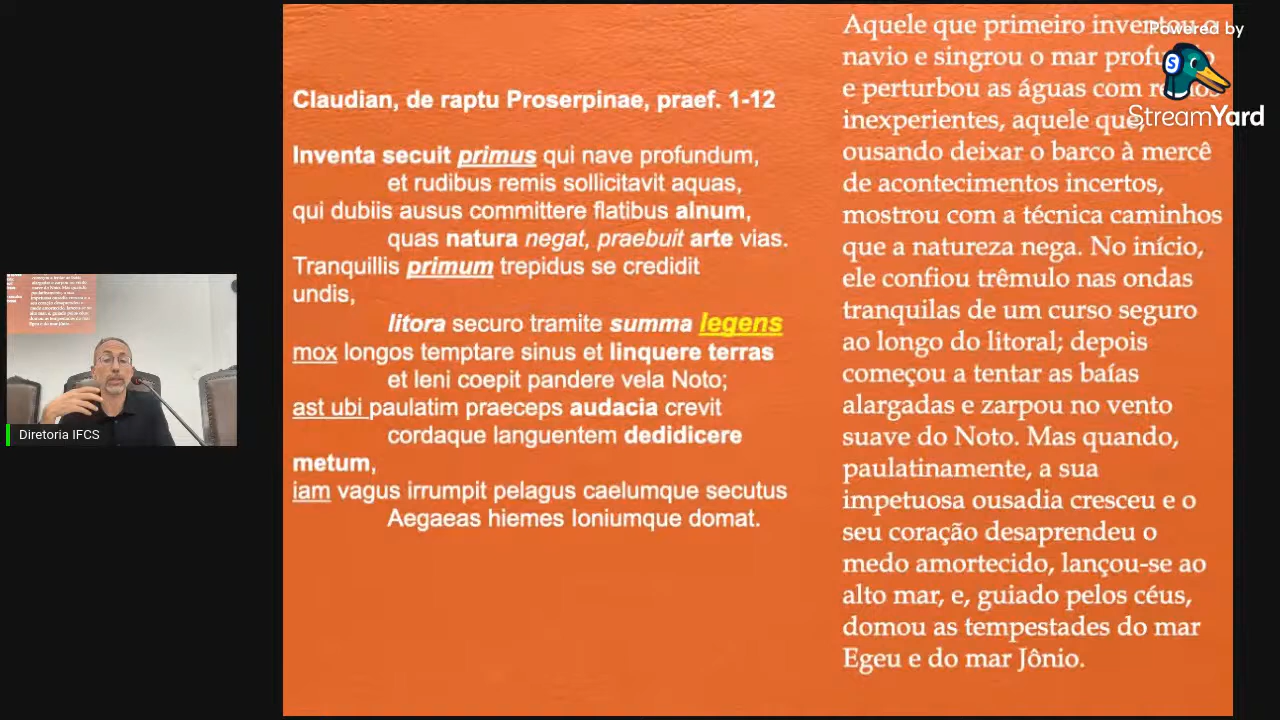 Claudian, de raptu Proserpinae, praef. 1-12
Inventa secuit primus qui nave profundum,
et rudibus remis sollicitavit aquas,
qui dubiis ausus committere flatibus alnum,
quas natura negat, praebuit arte vias.
Tranquillis primum trepidus se credidit
undis,
litora securo tramite summa legens
mox longos temptare sinus et linquere terras
et leni coepit pandere vela Noto;
ast ubi paulatim praeceps audacia crevit
cordaque languentem dedidicere
metum,
iam vagus irrumpit pelagus caelumque secutus
Aegaeas hiemes Ioniumque domat.
Aquele que primeiro inventou o
navio e singrou o mar profundo
e perturbou as águas com remos
inexperientes, aquele que,
ousando deixar o barco à mercê
de acontecimentos incertos,
mostrou com a técnica caminhos
que a natureza nega. No início,
ele confiou trêmulo nas ondas
tranquilas de um curso seguro
ao longo do litoral; depois
começou a tentar as baías
alargadas e zarpou no vento
suave do Noto. Mas quando,
paulatinamente, a sua
impetuosa ousadia cresceu e o
seu coração desaprendeu o
medo amortecido, lançou-se ao
alto mar, e, guiado pelos céus,
domou as tempestades do mar
Egeu e do mar Jônio.
Powered by
S
StreamYard
Diretoria IFCS